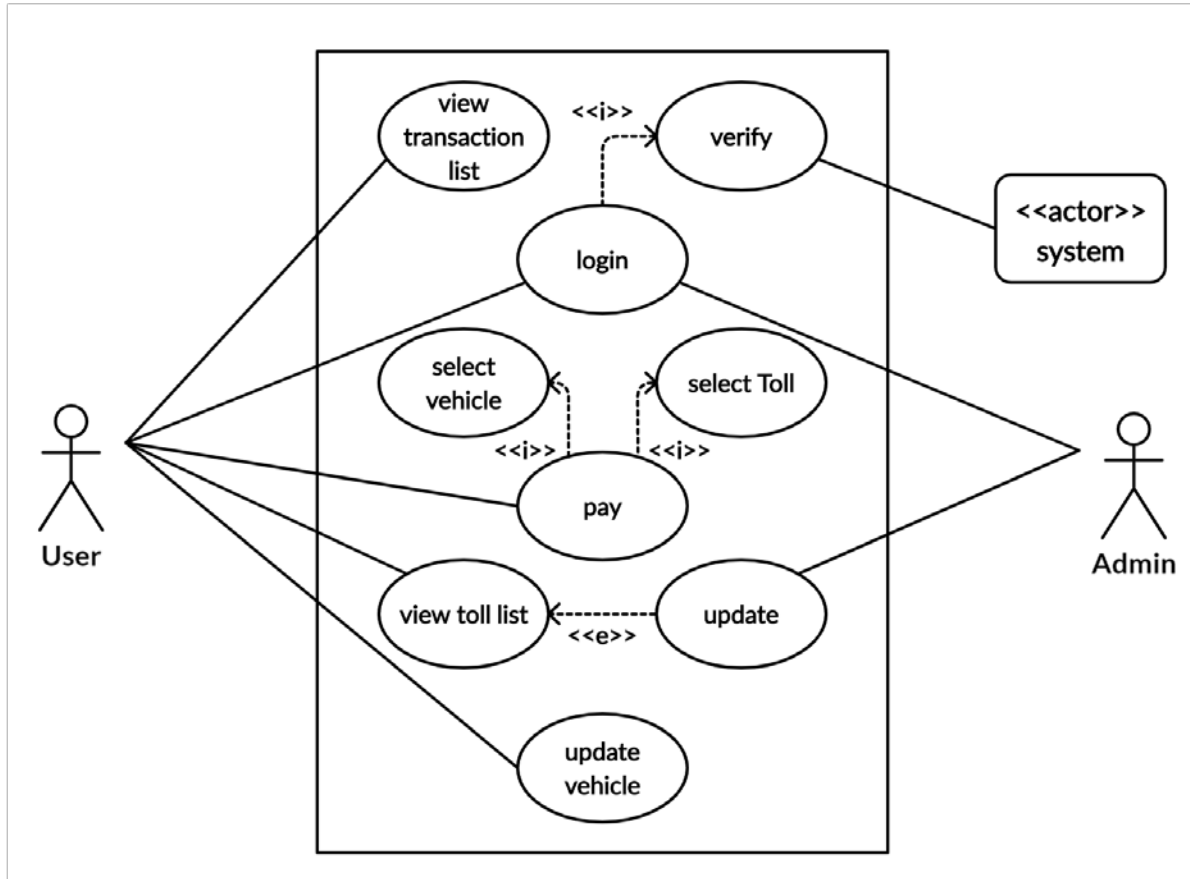 view
transaction
list
<<i>>
verify
<<actor>>
system
login
select
vehicle
select Toll
<<i>>
<<i>>
pay
User
Admin
view toll list
<<e>>
update
update
vehicle